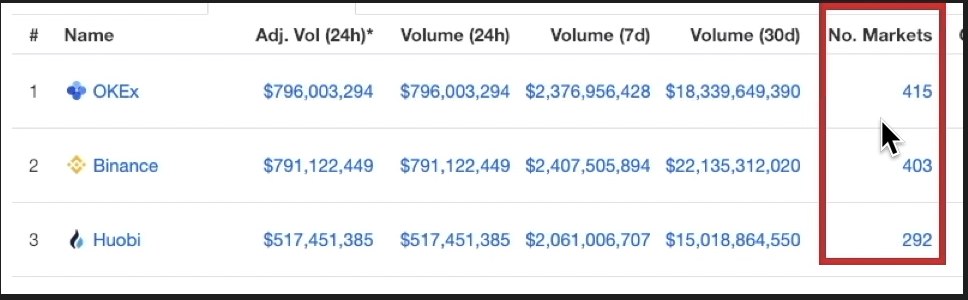 # Name Adj. Vol (24h)* Volume (24h) Volume (7d) Volume (30d) No. Markets
1 OKEx $796,003,294 $796,003,294 $2,376,956,428 $18,339,649,390 415
2 Binance $791,122,449 $791,122,449 $2,407,505,894 $22,135,312,020 403
3 Huobi $517,451,385 $517,451,385 $2,061,006,707 $15,018,864,550 292